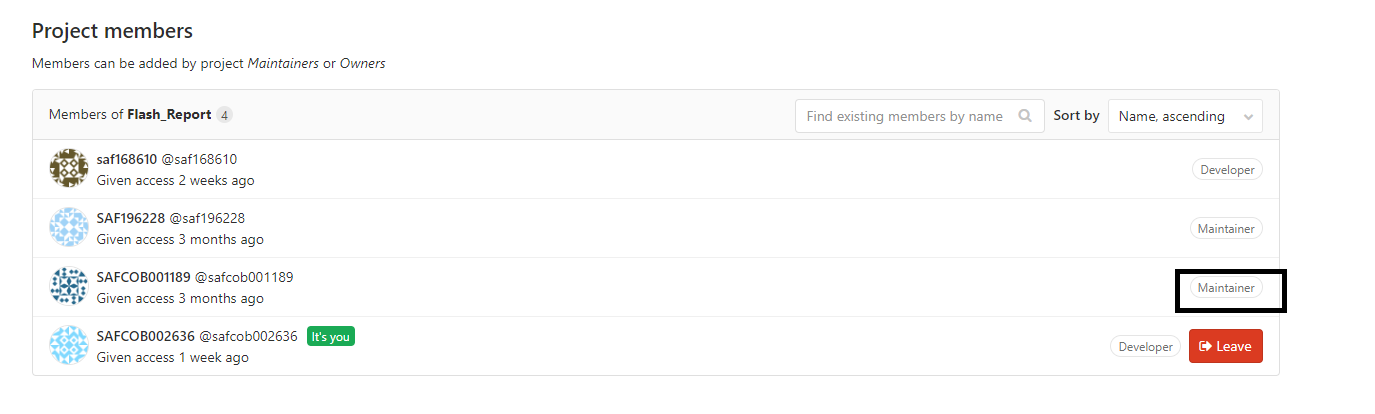 Project members
Members can be added by project Maintainers or Owners
Members of Flash_Report 4
Find existing members by name
Sort by
Name, ascending
saf168610 @saf168610
Given access 2 weeks ago
Developer
SAF196228 @saf196228
Given access 3 months ago
Maintainer
SAFCOB001189 @safcob001189
Given access 3 months ago
Maintainer
SAFCOB002636 @safcob002636 It's you
Given access 1 week ago
Developer
Leave